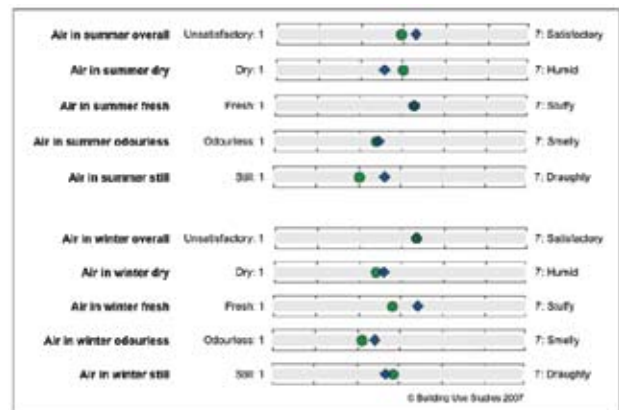 Air in summer overall Unsatisfactory: 1 7: Satisfactory
Air in summer dry Dry: 1 7: Humid
Air in summer fresh Fresh: 1 7: Stuffy
Air in summer odourless Odourless: 1 7: Smelly
Air in summer still Still: 1 7: Draughty
Air in winter overall Unsatisfactory: 1 7: Satisfactory
Air in winter dry Dry: 1 7: Humid
Air in winter fresh Fresh: 1 7: Stuffy
Air in winter odourless Odourless: 1 7: Smelly
Air in winter still Still: 1 7: Draughty
© Building Use Studies 2007